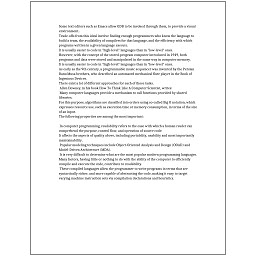 Some text editors such as Emacs allow GDB to be invoked through them, to provide a visual
environment.
Trade-offs from this ideal involve finding enough programmers who know the language to
build a team, the availability of compilers for that language, and the efficiency with which
programs written in a given language execute.
It is usually easier to code in "high-level" languages than in "low-level" ones.
However, with the concept of the stored-program computer introduced in 1949, both
programs and data were stored and manipulated in the same way in computer memory.
It is usually easier to code in "high-level" languages than in "low-level" ones.
As early as the 9th century, a programmable music sequencer was invented by the Persian
Banu Musa brothers, who described an automated mechanical flute player in the Book of
Ingenious Devices.
There exist a lot of different approaches for each of those tasks.
Allen Downey, in his book How To Think Like A Computer Scientist, writes:
Many computer languages provide a mechanism to call functions provided by shared
libraries.
For this purpose, algorithms are classified into orders using so-called Big O notation, which
expresses resource use, such as execution time or memory consumption, in terms of the size
of an input.
The following properties are among the most important:

In computer programming, readability refers to the ease with which a human reader can
comprehend the purpose, control flow, and operation of source code.
It affects the aspects of quality above, including portability, usability and most importantly
maintainability.
Popular modeling techniques include Object-Oriented Analysis and Design (OOAD) and
Model-Driven Architecture (MDA).
It is very difficult to determine what are the most popular modern programming languages.
Many factors, having little or nothing to do with the ability of the computer to efficiently
compile and execute the code, contribute to readability.
These compiled languages allow the programmer to write programs in terms that are
syntactically richer, and more capable of abstracting the code, making it easy to target
varying machine instruction sets via compilation declarations and heuristics.